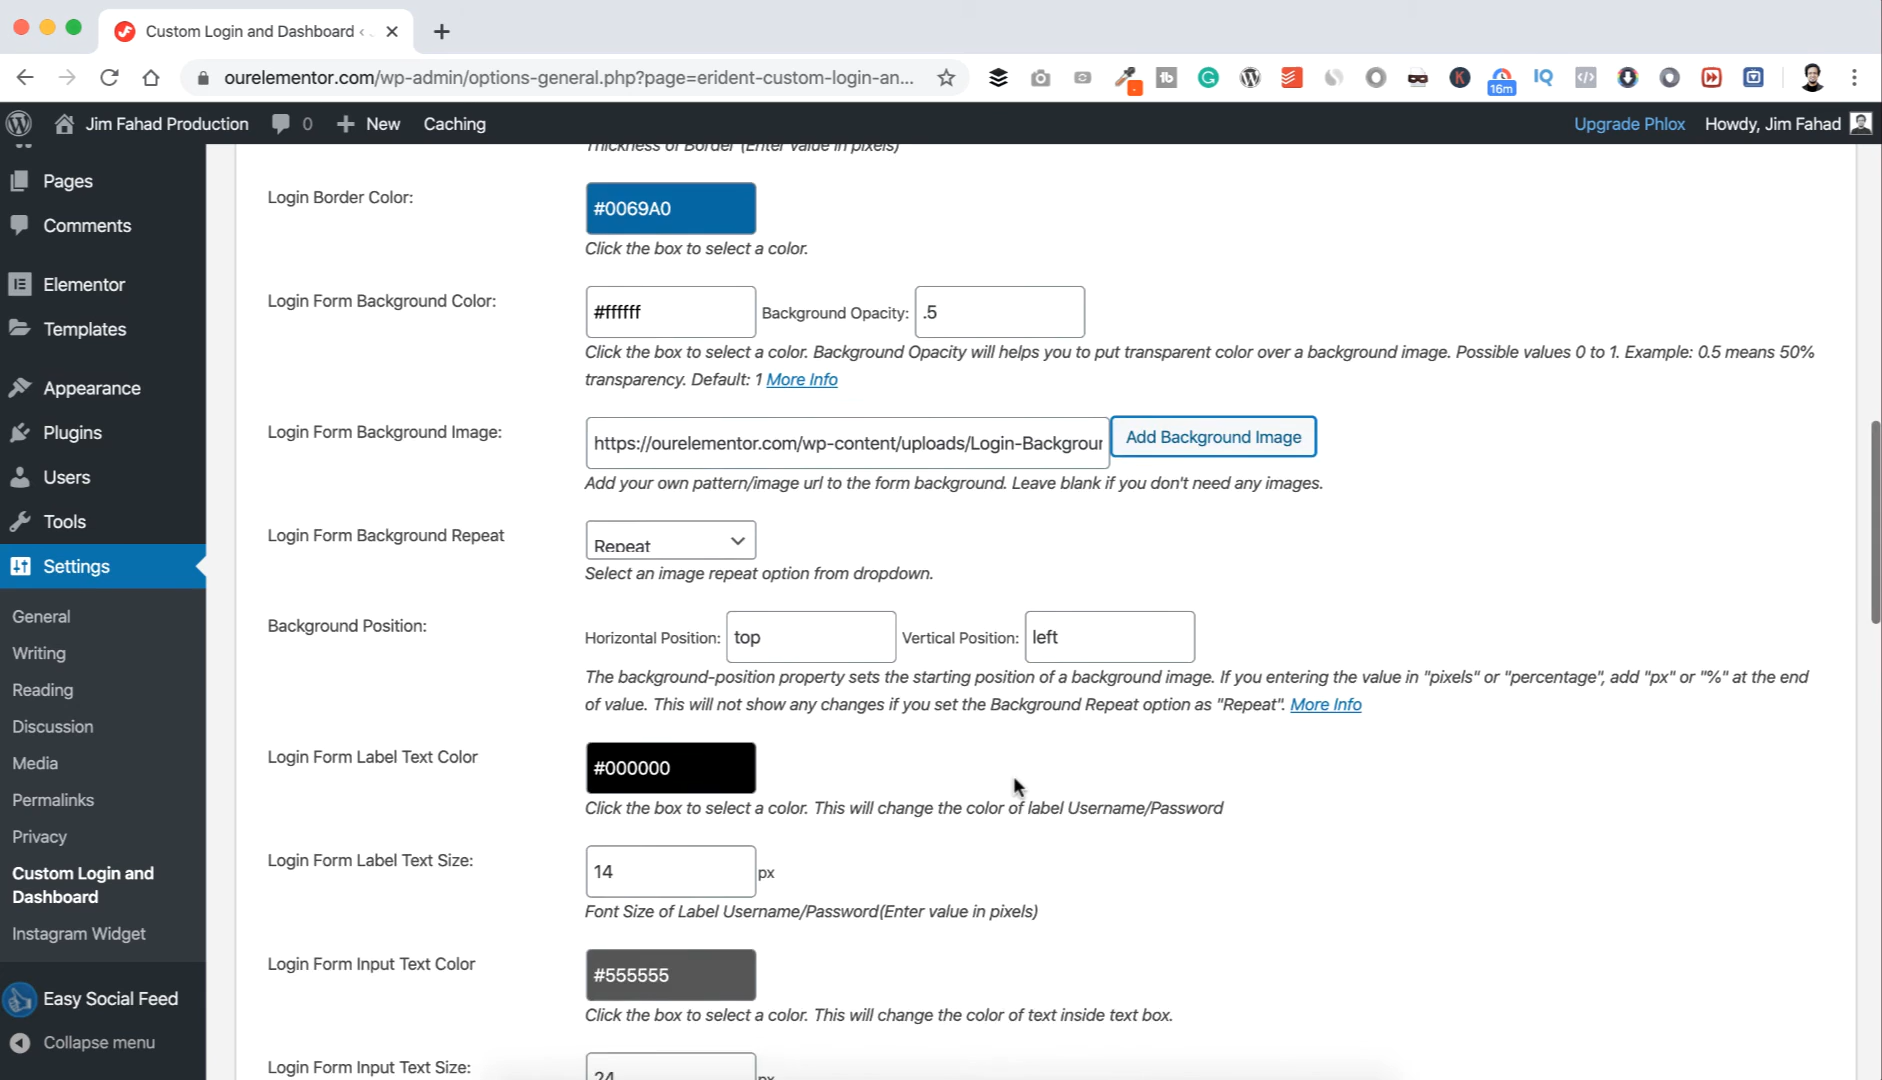 Custom Login and Dashboard ‹
ourelementor.com/wp-admin/options-general.php?page=erident-custom-login-an...
16m
Jim Fahad Production
0
New
Caching
Upgrade Phlox
Howdy, Jim Fahad
Pages
Comments
Elementor
Templates
Appearance
Plugins
Users
Tools
Settings
General
Writing
Reading
Discussion
Media
Permalinks
Privacy
Custom Login and
Dashboard
Instagram Widget
Easy Social Feed
Collapse menu
Thickness of Border (Enter value in pixels)
Login Border Color:
#0069A0
Click the box to select a color.
Login Form Background Color:
#ffffff
Background Opacity:
.5
Click the box to select a color. Background Opacity will helps you to put transparent color over a background image. Possible values 0 to 1. Example: 0.5 means 50%
transparency. Default: 1 More Info
Login Form Background Image:
https://ourelementor.com/wp-content/uploads/Login-Backgrour
Add Background Image
Add your own pattern/image url to the form background. Leave blank if you don't need any images.
Login Form Background Repeat
Repeat
Select an image repeat option from dropdown.
Background Position:
Horizontal Position:
top
Vertical Position:
left
The background-position property sets the starting position of a background image. If you entering the value in "pixels" or "percentage", add "px" or "%" at the end
of value. This will not show any changes if you set the Background Repeat option as "Repeat". More Info
Login Form Label Text Color
#000000
Click the box to select a color. This will change the color of label Username/Password
Login Form Label Text Size:
14
px
Font Size of Label Username/Password(Enter value in pixels)
Login Form Input Text Color
#555555
Click the box to select a color. This will change the color of text inside text box.
Login Form Input Text Size:
24
px